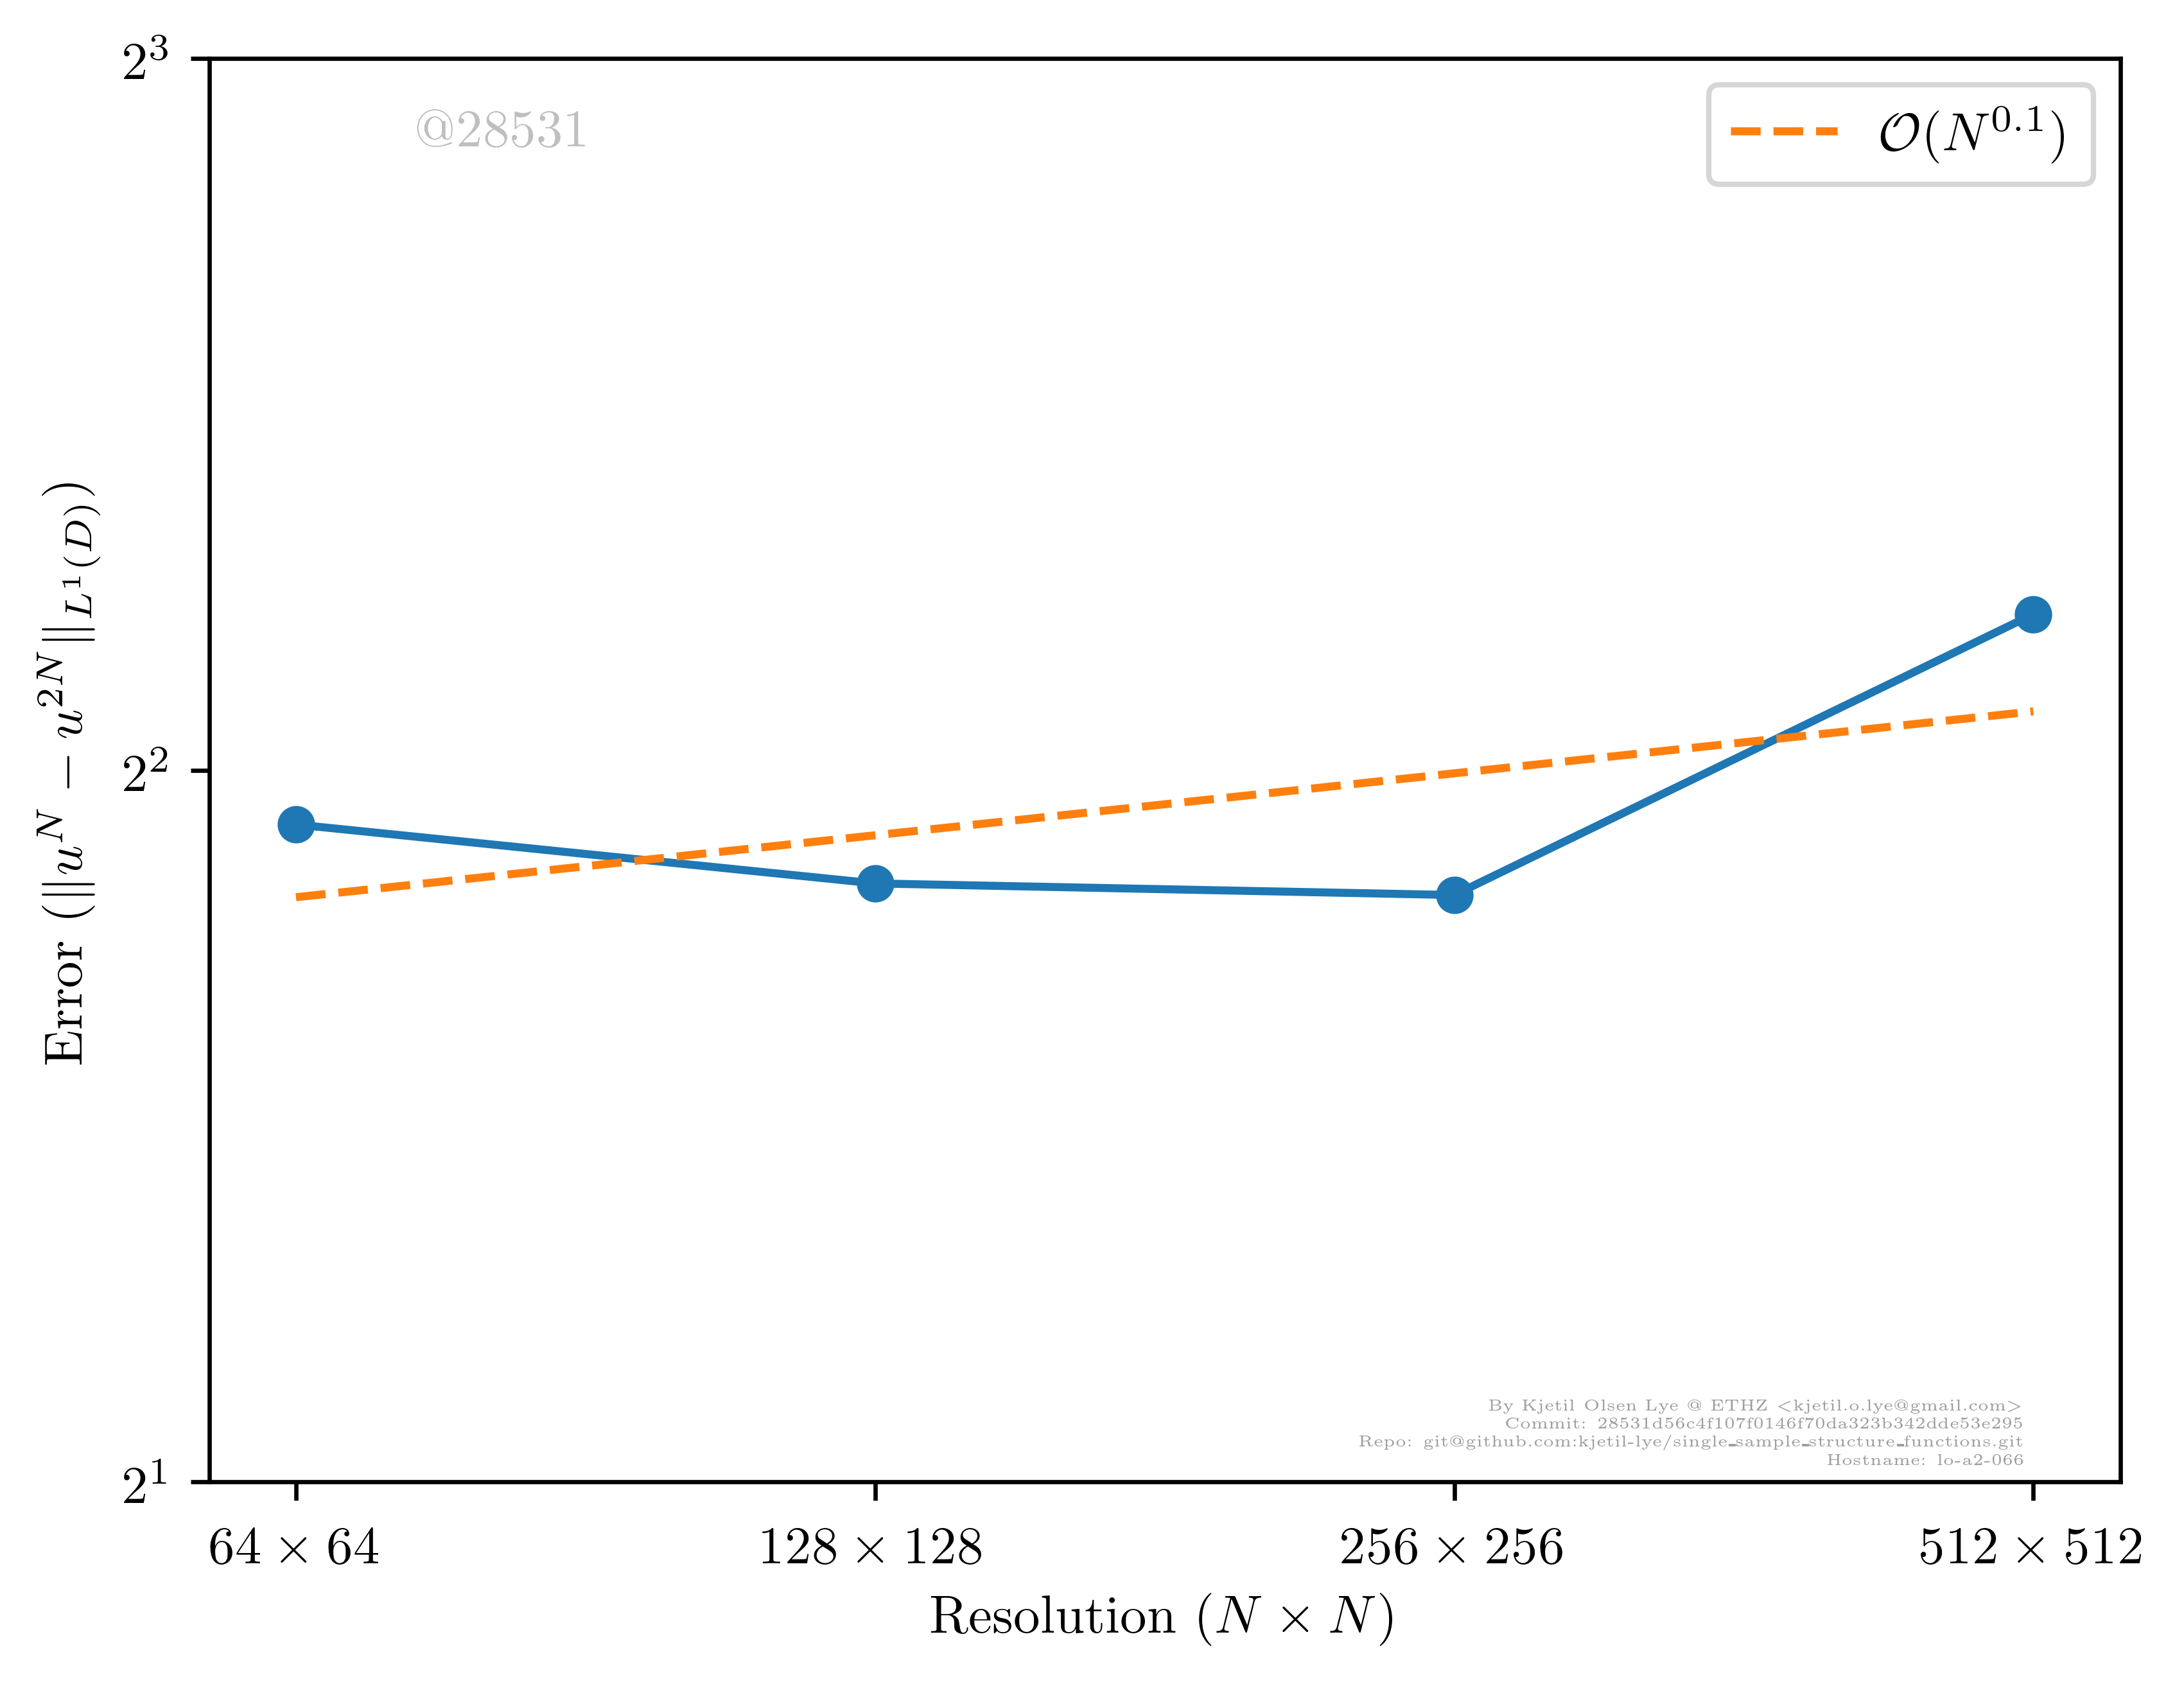 2^3
@28531
O(N^{0.1})
Error (||u^N − u^{2N}||_{L^1(D)})
2^2
By Kjetil Olsen Lye @ ETHZ <kjetil.o.lye@gmail.com>
Commit: 28531d56c4f107f0146f70da323b342dde53e295
Repo: git@github.com:kjetil-lye/single_sample_structure_functions.git
Hostname: lo-a2-066
2^1
64 × 64 128 × 128 256 × 256 512 × 512
Resolution (N × N)